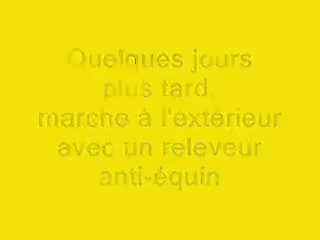 Quelques jours
plus tard,
marche à l'extérieur
avec un releveur
anti-équin